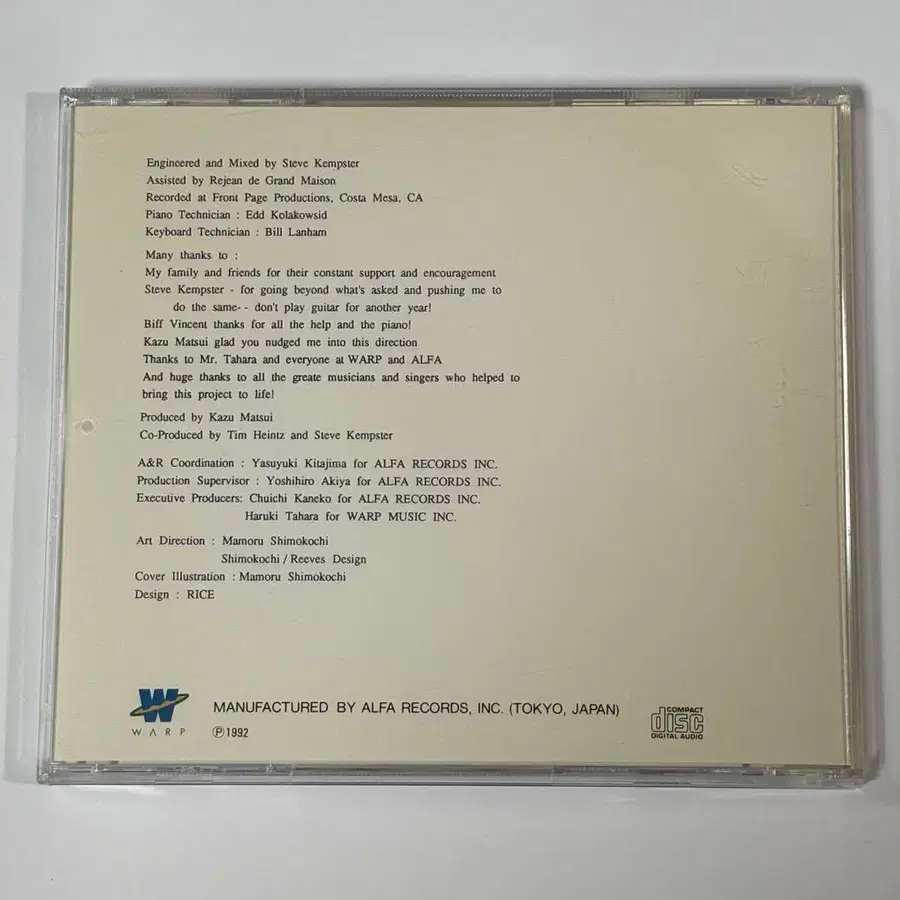 Engineered and Mixed by Steve Kempster
Assisted by Rejean de Grand Maison
Recorded at Front Page Productions, Costa Mesa, CA
Piano Technician : Edd Kolakowsid
Keyboard Technician : Bill Lanham
Many thanks to :
My family and friends for their constant support and encouragement
Steve Kempster - for going beyond what's asked and pushing me to
do the same-- don't play guitar for another year!
Biff Vincent thanks for all the help and the piano!
Kazu Matsui glad you nudged me into this direction
Thanks to Mr. Tahara and everyone at WARP and ALFA
And huge thanks to all the greate musicians and singers who helped to
bring this project to life!
Produced by Kazu Matsui
Co-Produced by Tim Heintz and Steve Kempster
A&R Coordination : Yasuyuki Kitajima for ALFA RECORDS INC.
Production Supervisor : Yoshihiro Akiya for ALFA RECORDS INC.
Executive Producers: Chuichi Kaneko for ALFA RECORDS INC.
Haruki Tahara for WARP MUSIC INC.
Art Direction : Mamoru Shimokochi
Shimokochi / Reeves Design
Cover Illustration : Mamoru Shimokochi
Design : RICE
W
WARP
MANUFACTURED BY ALFA RECORDS, INC. (TOKYO, JAPAN)
℗1992
COMPACT
disc
DIGITAL AUDIO